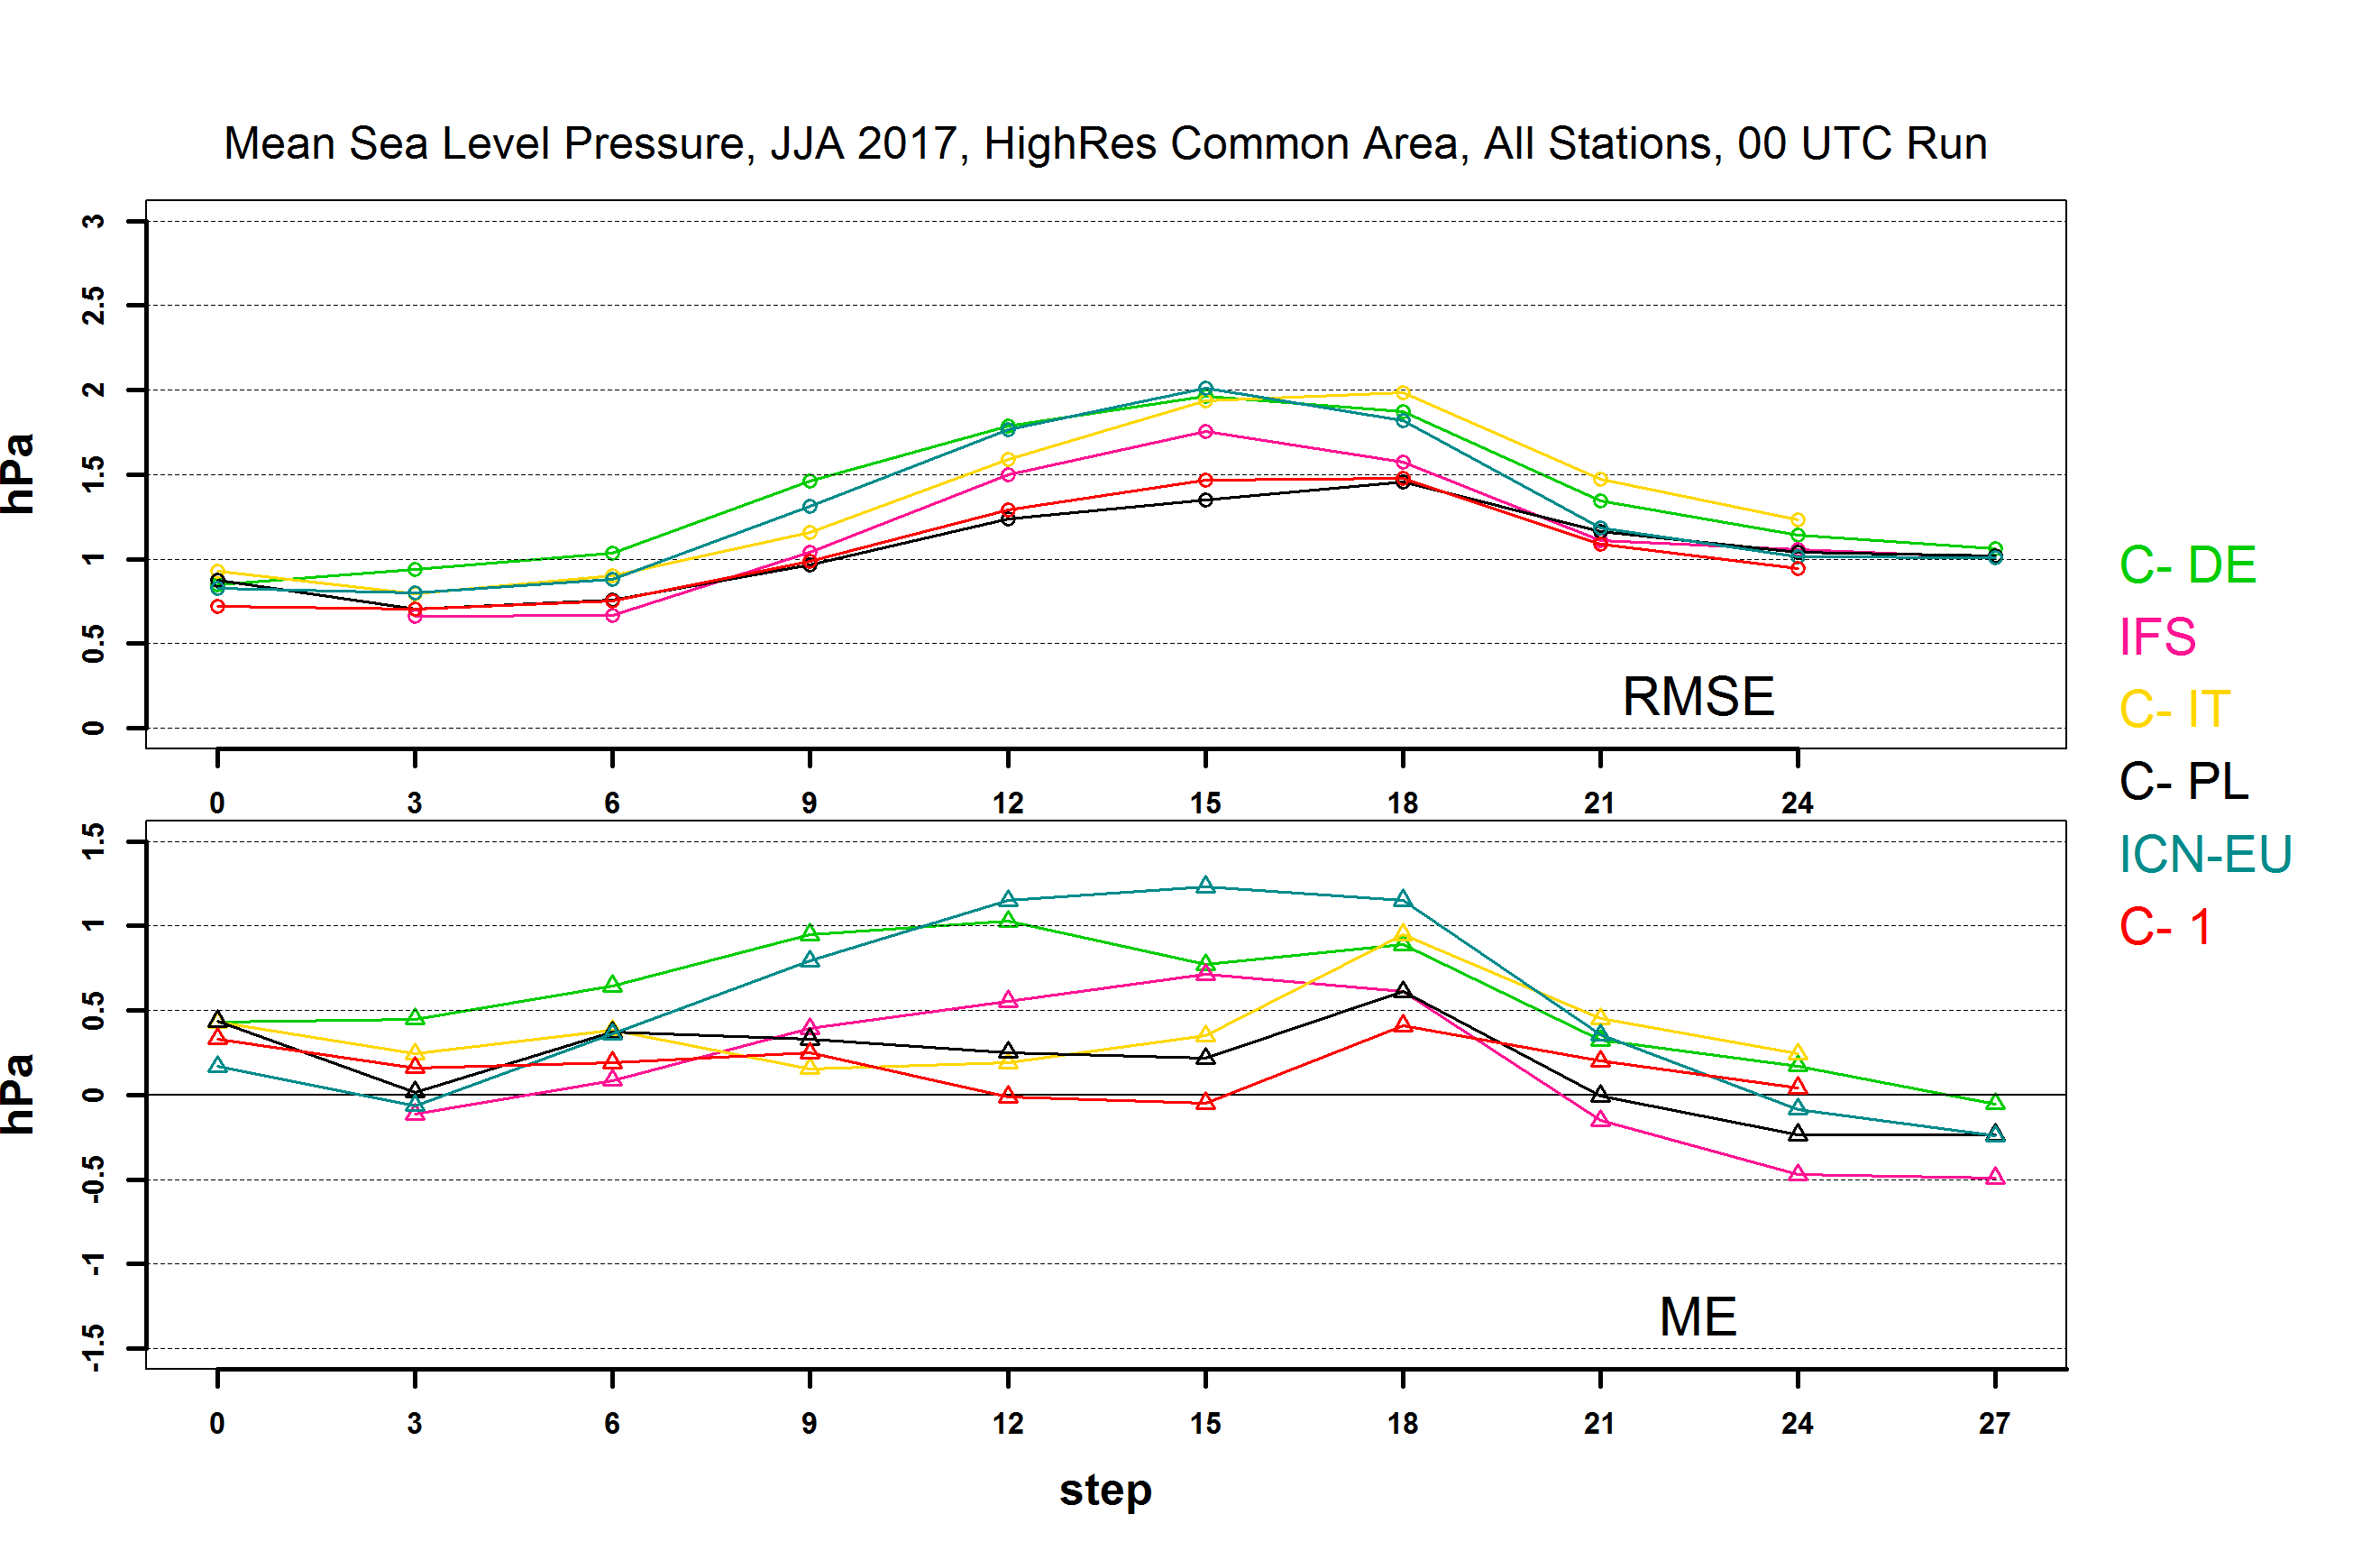 Mean Sea Level Pressure, JJA 2017, HighRes Common Area, All Stations, 00 UTC Run
3
2.5
2
1.5
1
0.5
0
hPa
RMSE
0 3 6 9 12 15 18 21 24
1.5
1
0.5
0
-0.5
-1
-1.5
hPa
ME
0 3 6 9 12 15 18 21 24 27
step
C- DE
IFS
C- IT
C- PL
ICN-EU
C- 1